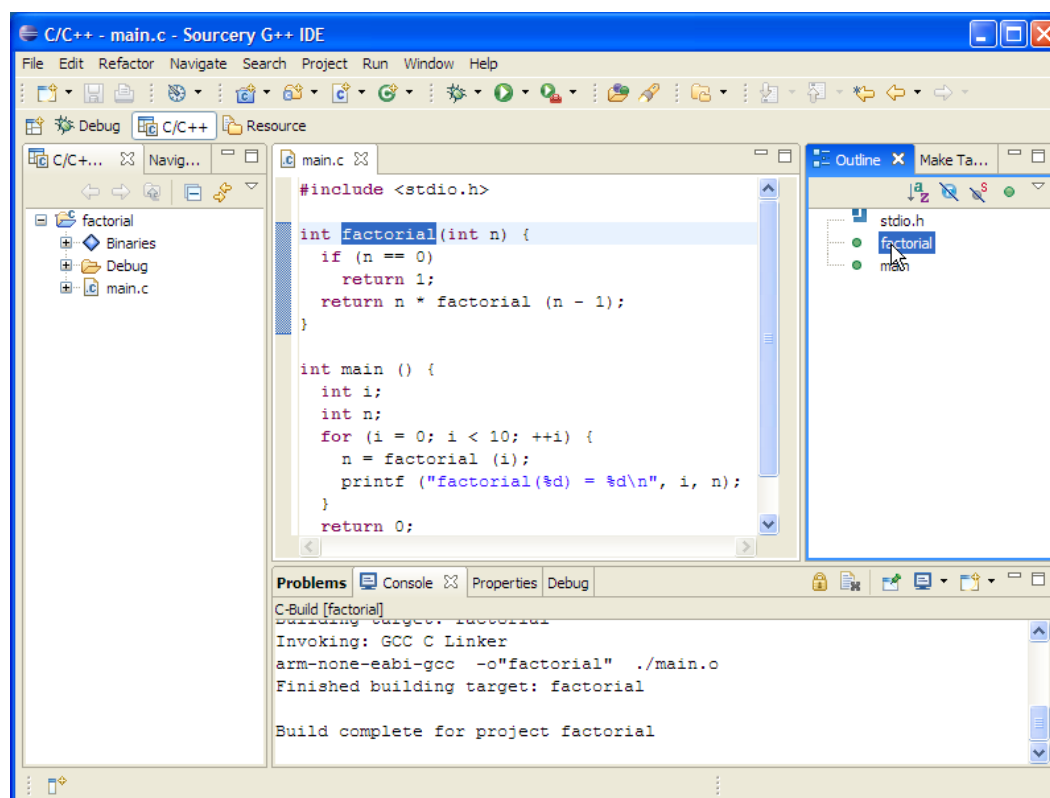 C/C++ - main.c - Sourcery G++ IDE
File Edit Refactor Navigate Search Project Run Window Help
Debug C/C++ Resource
C/C+... Navig...
factorial
Binaries
Debug
main.c
main.c
#include <stdio.h>
int factorial(int n) {
if (n == 0)
return 1;
return n * factorial (n - 1);
}
int main () {
int i;
int n;
for (i = 0; i < 10; ++i) {
n = factorial (i);
printf ("factorial(%d) = %d\n", i, n);
}
return 0;
Outline Make Ta...
stdio.h
factorial
main
Problems Console Properties Debug
C-Build [factorial]
Building target: factorial
Invoking: GCC C Linker
arm-none-eabi-gcc -o"factorial" ./main.o
Finished building target: factorial
Build complete for project factorial